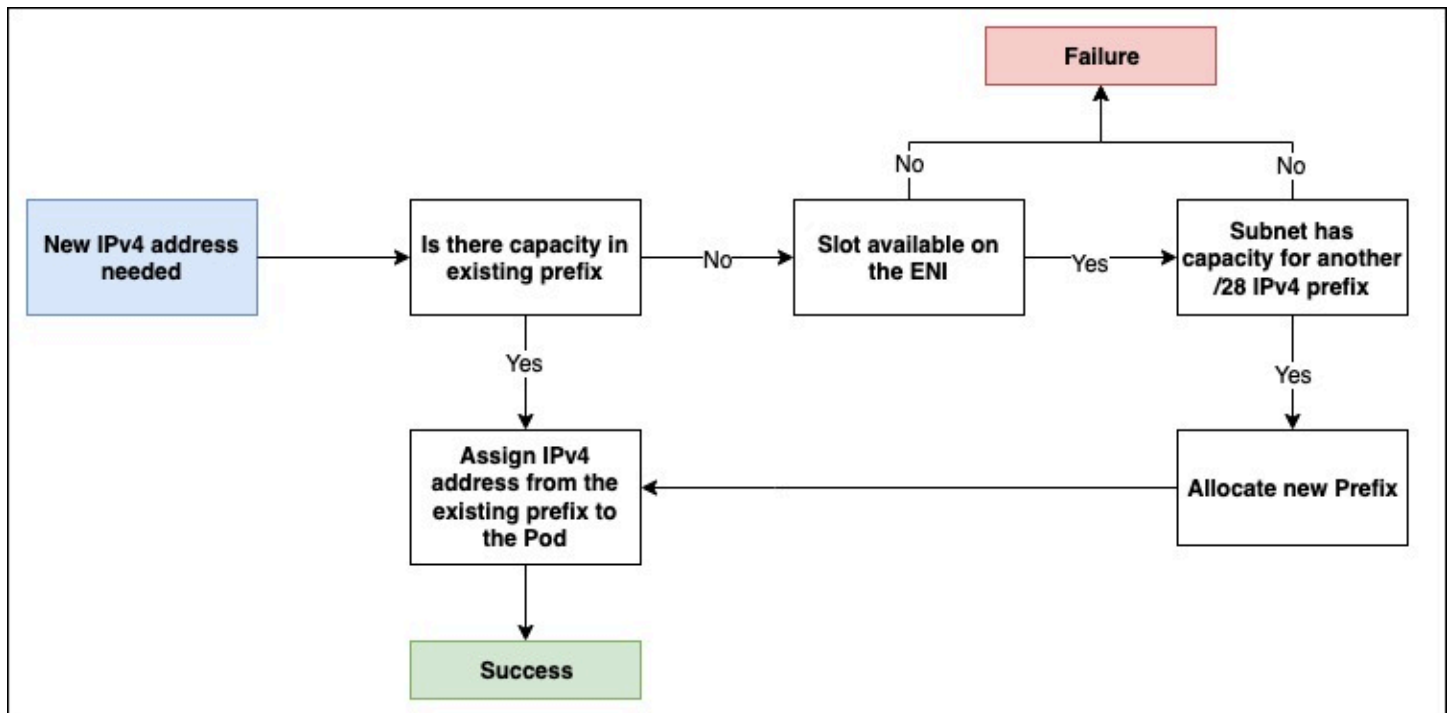 Failure
No
No
New IPv4 address
needed
Is there capacity in
existing prefix
No
Slot available on
the ENI
Yes
Subnet has
capacity for another
/28 IPv4 prefix
Yes
Yes
Assign IPv4
address from the
existing prefix to
the Pod
Allocate new Prefix
Success